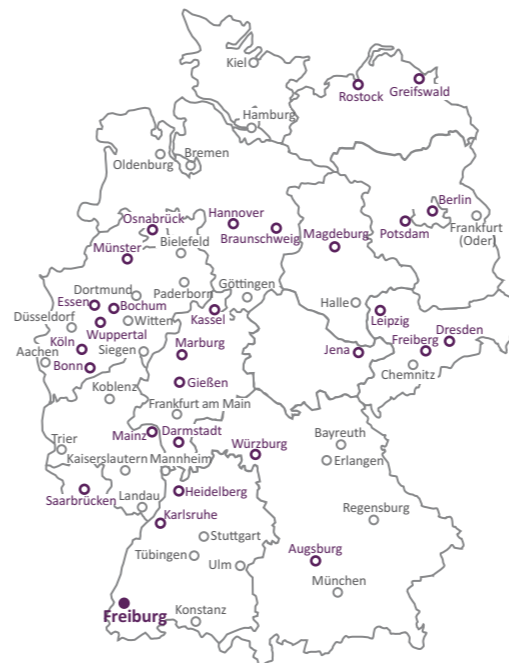 Kiel
Rostock
Greifswald
Hamburg
Oldenburg
Bremen
Berlin
Osnabrück
Hannover
Potsdam
Frankfurt
(Oder)
Braunschweig
Magdeburg
Münster
Bielefeld
Dortmund
Paderborn
Göttingen
Essen
Bochum
Halle
Düsseldorf
Witten
Kassel
Leipzig
Wuppertal
Dresden
Köln
Siegen
Marburg
Jena
Freiberg
Aachen
Bonn
Chemnitz
Gießen
Koblenz
Frankfurt am Main
Mainz
Darmstadt
Würzburg
Bayreuth
Trier
Kaiserslautern
Mannheim
Erlangen
Saarbrücken
Landau
Heidelberg
Regensburg
Karlsruhe
Stuttgart
Tübingen
Ulm
Augsburg
München
Freiburg
Konstanz